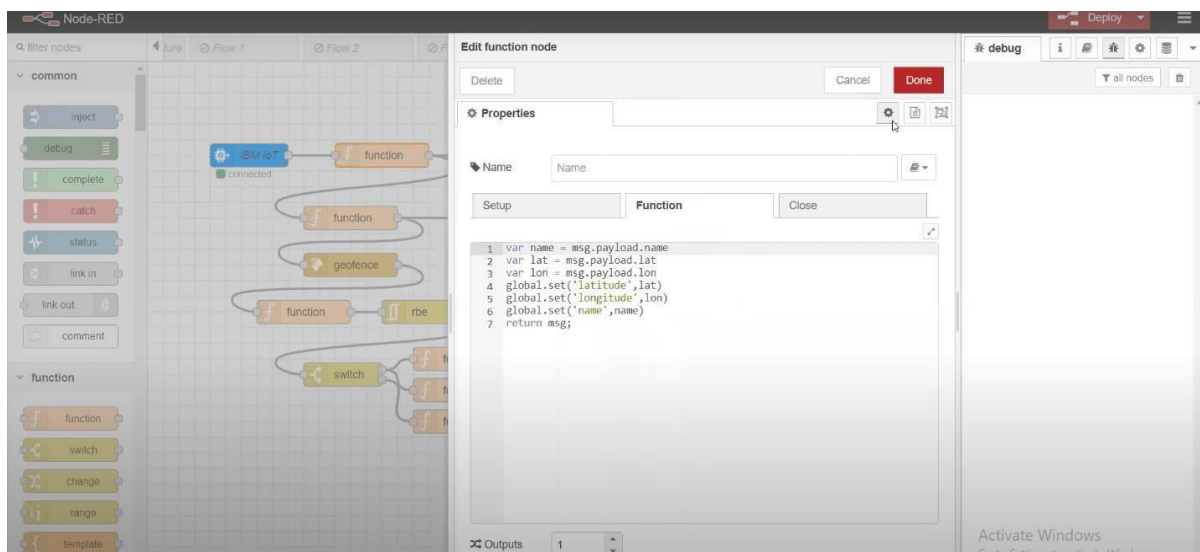 Node-RED
Deploy
filter nodes
Flow 1
Flow 2
Edit function node
debug
i
common
Delete
Cancel
Done
all nodes
inject
Properties
debug
IBM IoT
function
complete
connected
Name
Name
catch
Setup
Function
Close
function
status
1 var name = msg.payload.name
2 var lat = msg.payload.lat
geofence
3 var lon = msg.payload.lon
link in
4 global.set('latitude',lat)
5 global.set('longitude',lon)
link out
function
rbe
6 global.set('name',name)
7 return msg;
comment
function
switch
function
switch
change
range
Activate Windows
template
Outputs
1